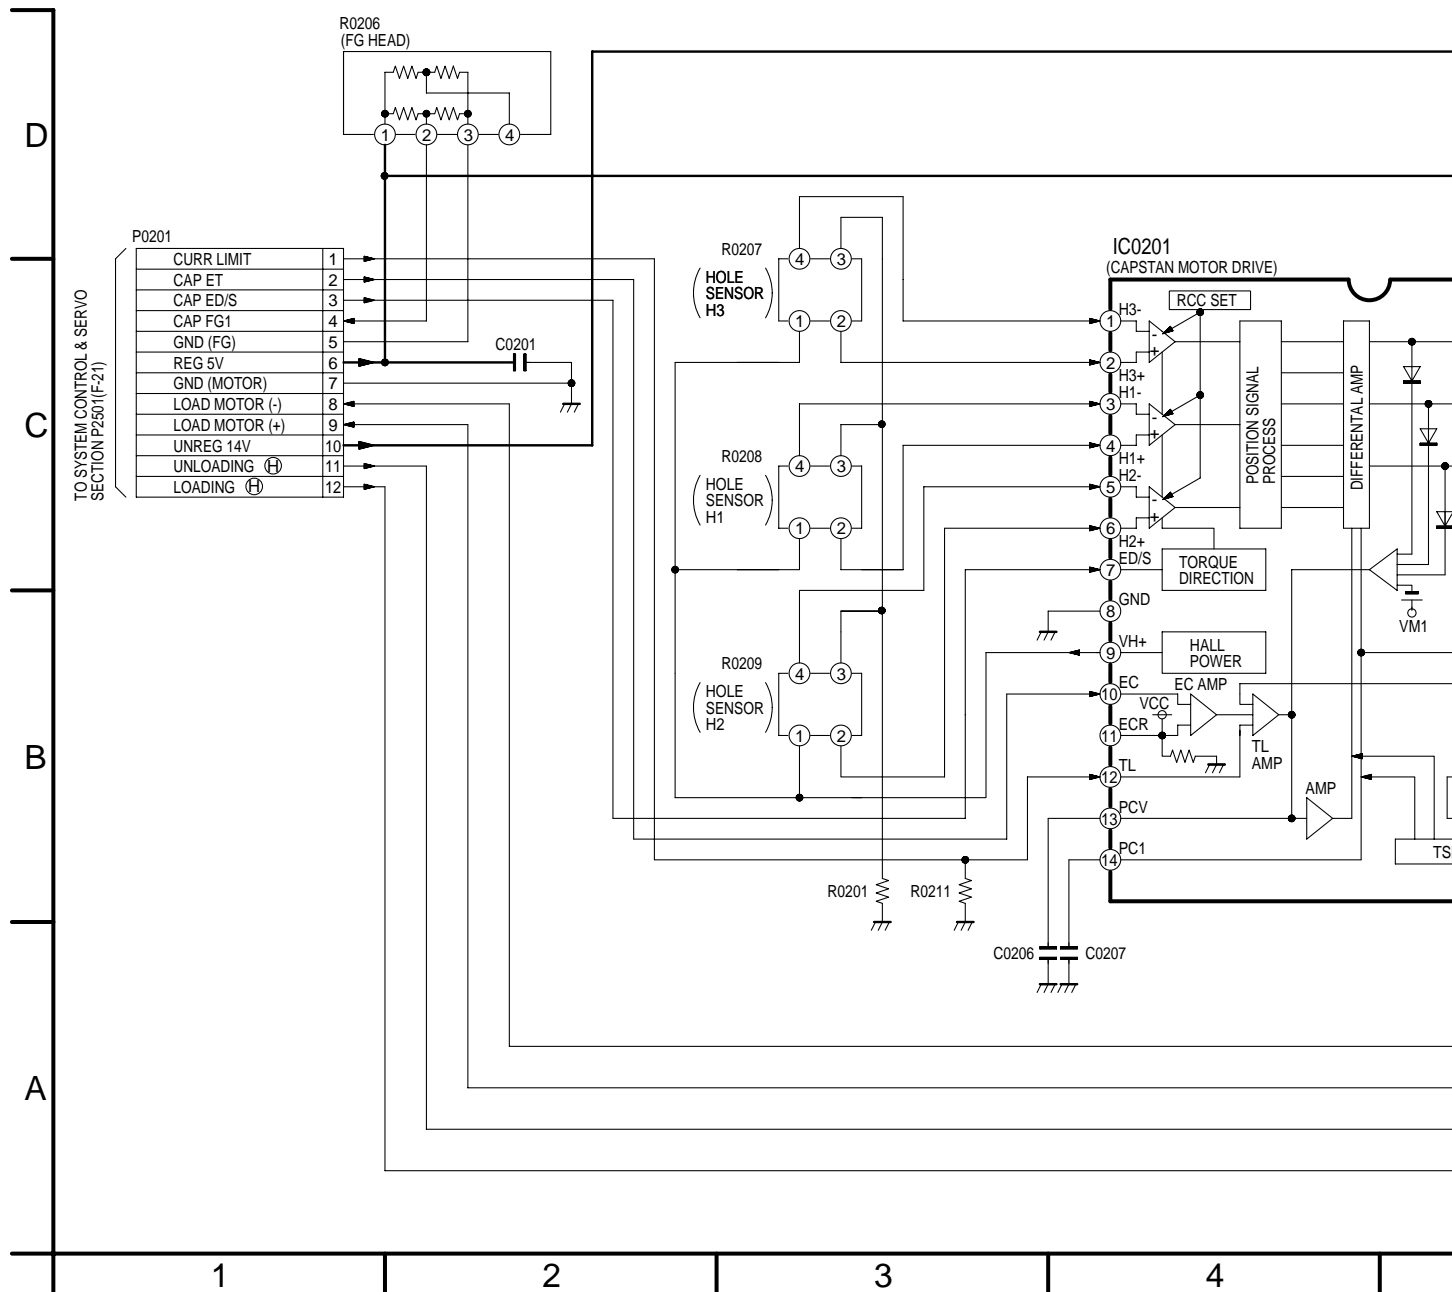 R0206
(FG HEAD)
1 2 3 4
D
P0201
TO SYSTEM CONTROL & SERVO
SECTION P2501(F-21)
CURR LIMIT 1
CAP ET 2
CAP ED/S 3
CAP FG1 4
GND (FG) 5
REG 5V 6
GND (MOTOR) 7
LOAD MOTOR (-) 8
LOAD MOTOR (+) 9
UNREG 14V 10
UNLOADING H 11
LOADING H 12
C0201
C
R0207
(HOLE
SENSOR
H3)
4 3
1 2
R0208
(HOLE
SENSOR
H1)
4 3
1 2
R0209
(HOLE
SENSOR
H2)
4 3
1 2
IC0201
(CAPSTAN MOTOR DRIVE)
RCC SET
1 H3-
2
H3+
H1-
3
4
H1+
H2-
5
6
H2+
ED/S
7
GND
8
VH+
9
EC
10
ECR
11
TL
12
PCV
13
PC1
14
- +
- +
- +
POSITION SIGNAL
PROCESS
DIFFERENTAL AMP
TORQUE
DIRECTION
HALL
POWER
VM1
EC AMP
VCC
TL
AMP
AMP
TS
B
R0201 R0211
C0206 C0207
A
1 2 3 4